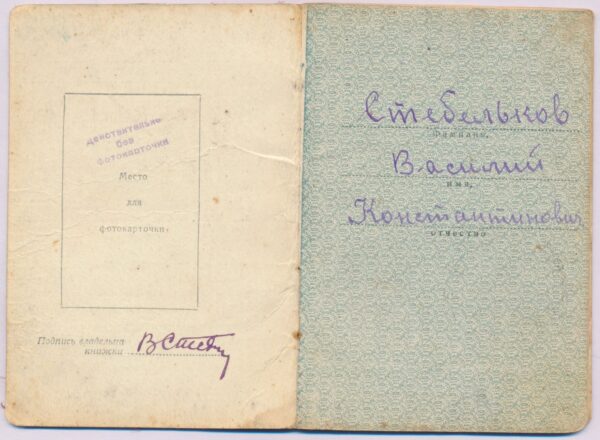 действительно
без
фотокарточки
Место
для
фотокарточки
Подпись владельца
книжки
Стебельков
Фамилия,
Василий
имя,
Константинович
отчество